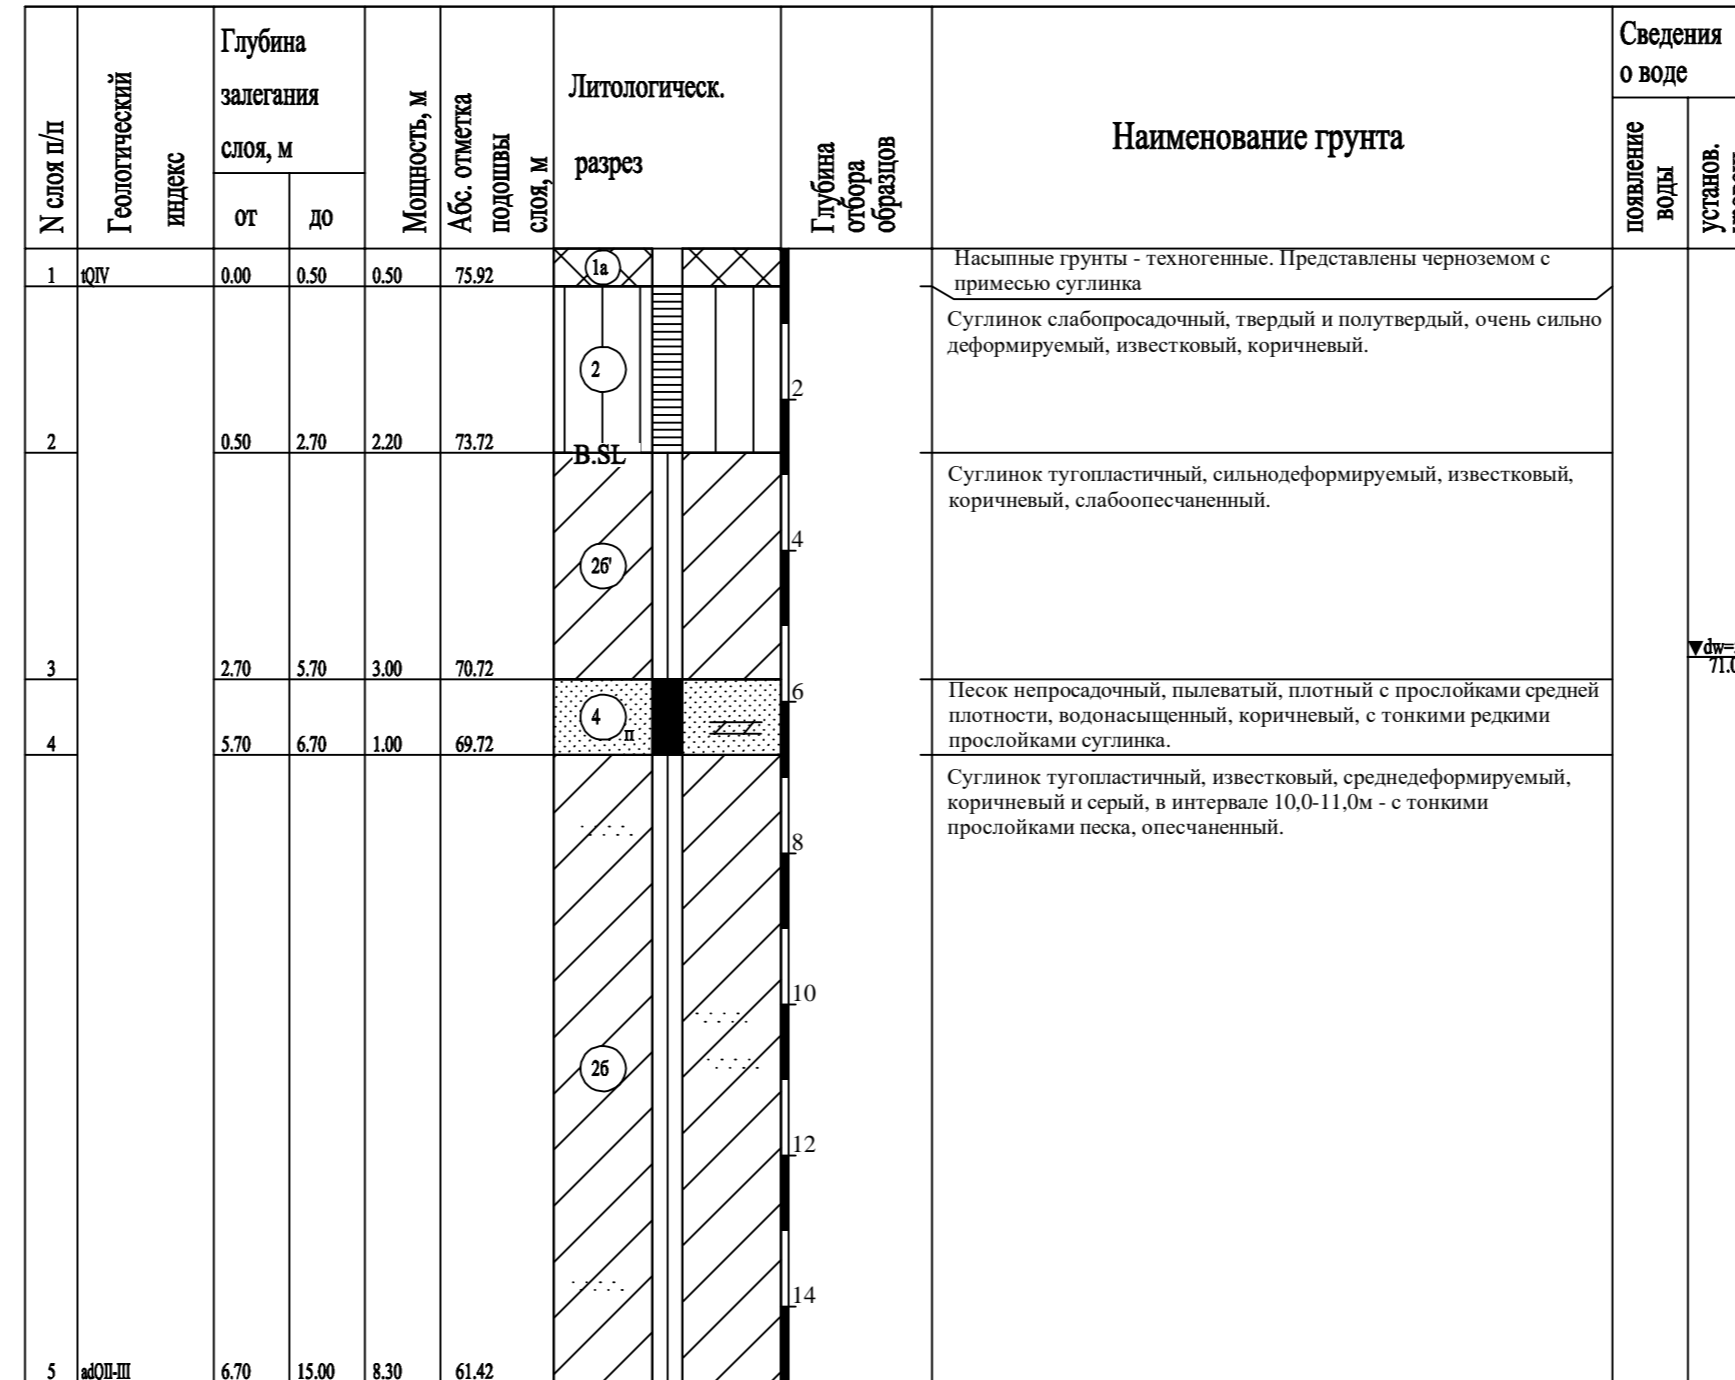 N слоя п/п
Геологический
индекс
Глубина
залегания
слоя, м
от
до
Мощность, м
Абс. отметка
подошвы
слоя, м
Литологическ.
разрез
Глубина
отбора
образцов
Наименование грунта
Сведения
о воде
появление
воды
установ.
1 tQIV 0.00 0.50 0.50 75.92 1а
Насыпные грунты - техногенные. Представлены черноземом с
примесью суглинка
Суглинок слабопросадочный, твердый и полутвердый, очень сильно
деформируемый, известковый, коричневый.
2
2
2 0.50 2.70 2.20 73.72
B.SL
Суглинок тугопластичный, сильнодеформируемый, известковый,
коричневый, слабоопесчаненный.
4
2б'
3 2.70 5.70 3.00 70.72
dw=
71.0
6
Песок непросадочный, пылеватый, плотный с прослойками средней
плотности, водонасыщенный, коричневый, с тонкими редкими
прослойками суглинка.
4
п
4 5.70 6.70 1.00 69.72
Суглинок тугопластичный, известковый, среднедеформируемый,
коричневый и серый, в интервале 10,0-11,0м - с тонкими
прослойками песка, опесчаненный.
8
10
2б
12
14
5 adQII-III 6.70 15.00 8.30 61.42